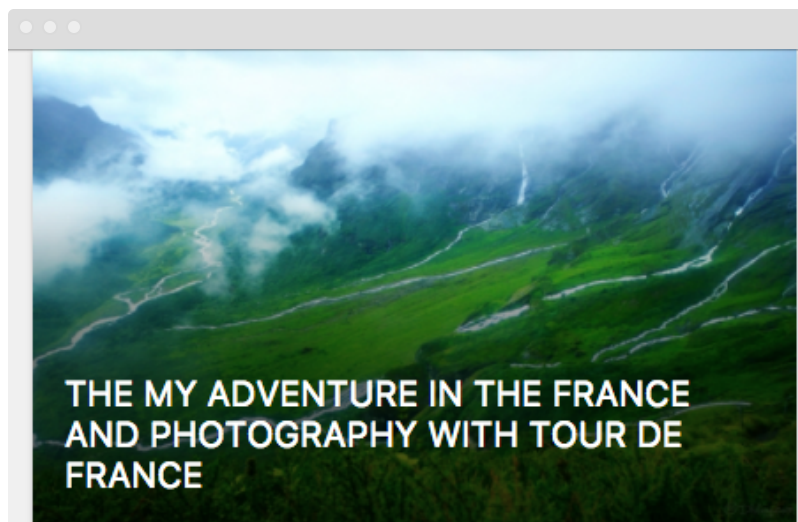 THE MY ADVENTURE IN THE FRANCE
AND PHOTOGRAPHY WITH TOUR DE
FRANCE